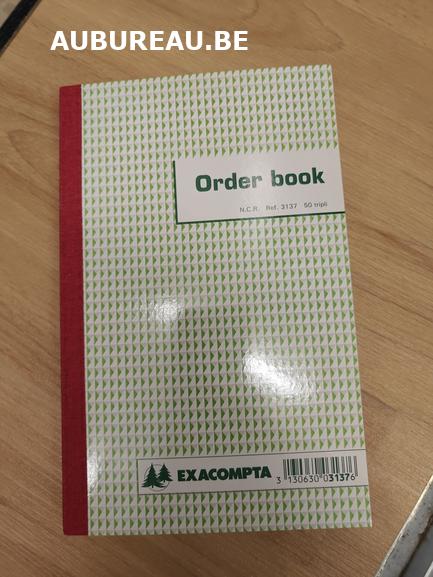 AUBUREAU.BE
Order book
N.C.R. Ref. 3137 50 tripli
EXACOMPTA
3 130630 031376